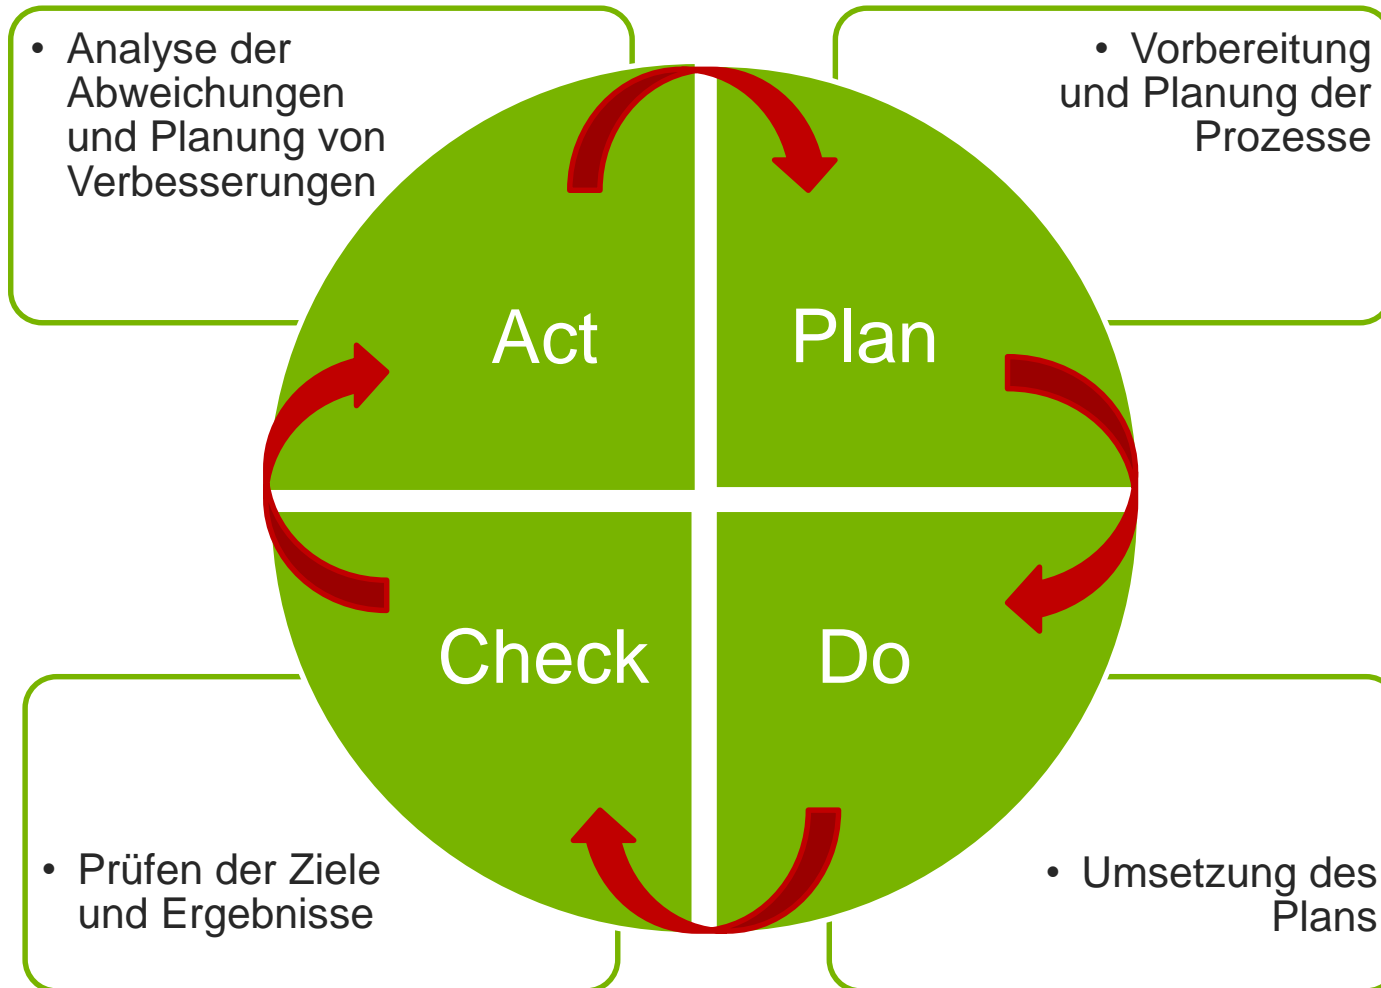 • Analyse der
Abweichungen
und Planung von
Verbesserungen
• Vorbereitung
und Planung der
Prozesse
Act
Plan
Check
Do
• Prüfen der Ziele
und Ergebnisse
• Umsetzung des
Plans